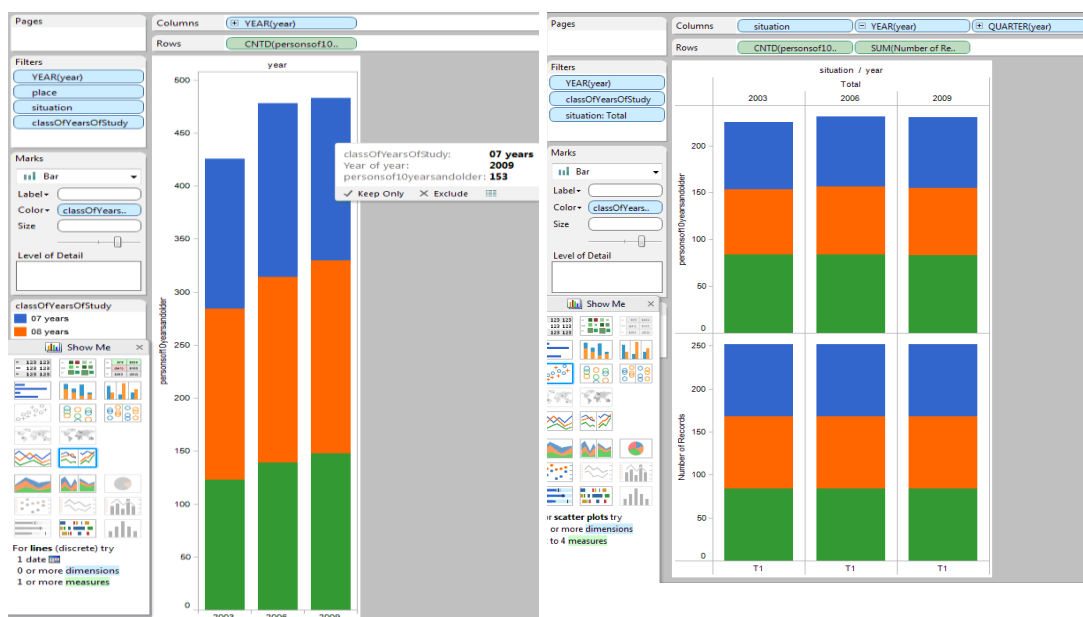 Pages
Columns
YEAR(year)
Rows
CNTD(personsof10..
Filters
YEAR(year)
place
situation
classOfYearsOfStudy
Marks
Bar
Label
Color
classOfYears..
Size
Level of Detail
classOfYearsOfStudy
07 years
08 years
Show Me
For lines (discrete) try
1 date
0 or more dimensions
1 or more measures
year
500
450
400
350
300
250
200
150
100
50
0
personsof10yearsandolder
classOfYearsOfStudy: 07 years
Year of year: 2009
personsof10yearsandolder: 153
Keep Only Exclude
2003 2006 2009
Pages
Columns
situation YEAR(year) QUARTER(year)
Rows
CNTD(personsof10.. SUM(Number of Re..
Filters
YEAR(year)
classOfYearsOfStudy
situation: Total
Marks
Bar
Label
Color
classOfYears..
Size
Level of Detail
Show Me
r scatter plots try
or more dimensions
to 4 measures
situation / year
Total
2003 2006 2009
200
150
100
50
0
personsof10yearsandolder
250
200
150
100
50
0
Number of Records
T1 T1 T1